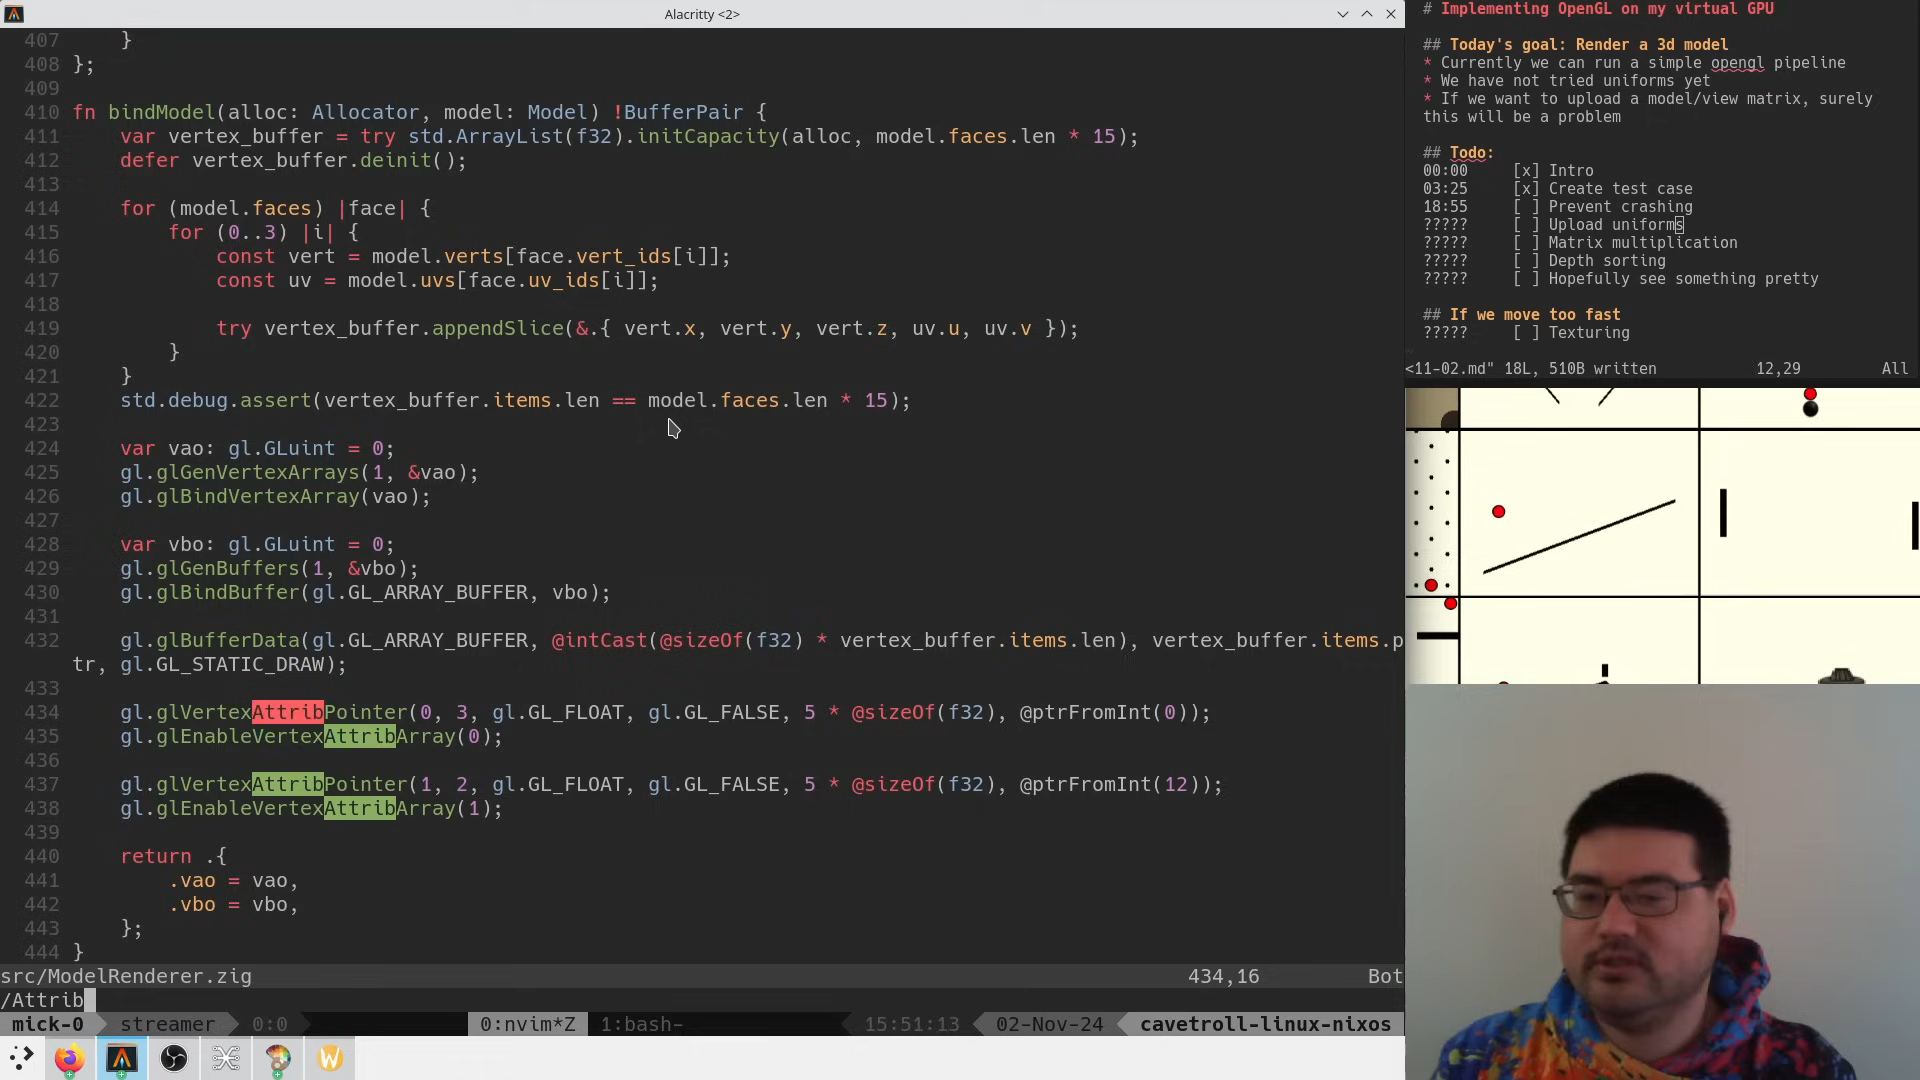 Alacritty <2>
407     }
408 };
409
410 fn bindModel(alloc: Allocator, model: Model) !BufferPair {
411     var vertex_buffer = try std.ArrayList(f32).initCapacity(alloc, model.faces.len * 15);
412     defer vertex_buffer.deinit();
413
414     for (model.faces) |face| {
415         for (0..3) |i| {
416             const vert = model.verts[face.vert_ids[i]];
417             const uv = model.uvs[face.uv_ids[i]];
418
419             try vertex_buffer.appendSlice(&.{ vert.x, vert.y, vert.z, uv.u, uv.v });
420         }
421     }
422     std.debug.assert(vertex_buffer.items.len == model.faces.len * 15);
423
424     var vao: gl.GLuint = 0;
425     gl.glGenVertexArrays(1, &vao);
426     gl.glBindVertexArray(vao);
427
428     var vbo: gl.GLuint = 0;
429     gl.glGenBuffers(1, &vbo);
430     gl.glBindBuffer(gl.GL_ARRAY_BUFFER, vbo);
431
432     gl.glBufferData(gl.GL_ARRAY_BUFFER, @intCast(@sizeOf(f32) * vertex_buffer.items.len), vertex_buffer.items.p
tr, gl.GL_STATIC_DRAW);
433
434     gl.glVertexAttribPointer(0, 3, gl.GL_FLOAT, gl.GL_FALSE, 5 * @sizeOf(f32), @ptrFromInt(0));
435     gl.glEnableVertexAttribArray(0);
436
437     gl.glVertexAttribPointer(1, 2, gl.GL_FLOAT, gl.GL_FALSE, 5 * @sizeOf(f32), @ptrFromInt(12));
438     gl.glEnableVertexAttribArray(1);
439
440     return .{
441         .vao = vao,
442         .vbo = vbo,
443     };
444 }
src/ModelRenderer.zig 434,16 Bot
/Attrib
mick-0 streamer 0:0 0:nvim*Z 1:bash- 15:51:13 02-Nov-24 cavetroll-linux-nixos
# Implementing OpenGL on my virtual GPU
## Today's goal: Render a 3d model
* Currently we can run a simple opengl pipeline
* We have not tried uniforms yet
* If we want to upload a model/view matrix, surely
this will be a problem
## Todo:
00:00 [x] Intro
03:25 [x] Create test case
18:55 [ ] Prevent crashing
????? [ ] Upload uniforms
????? [ ] Matrix multiplication
????? [ ] Depth sorting
????? [ ] Hopefully see something pretty
## If we move too fast
????? [ ] Texturing
<11-02.md" 18L, 510B written 12,29 All